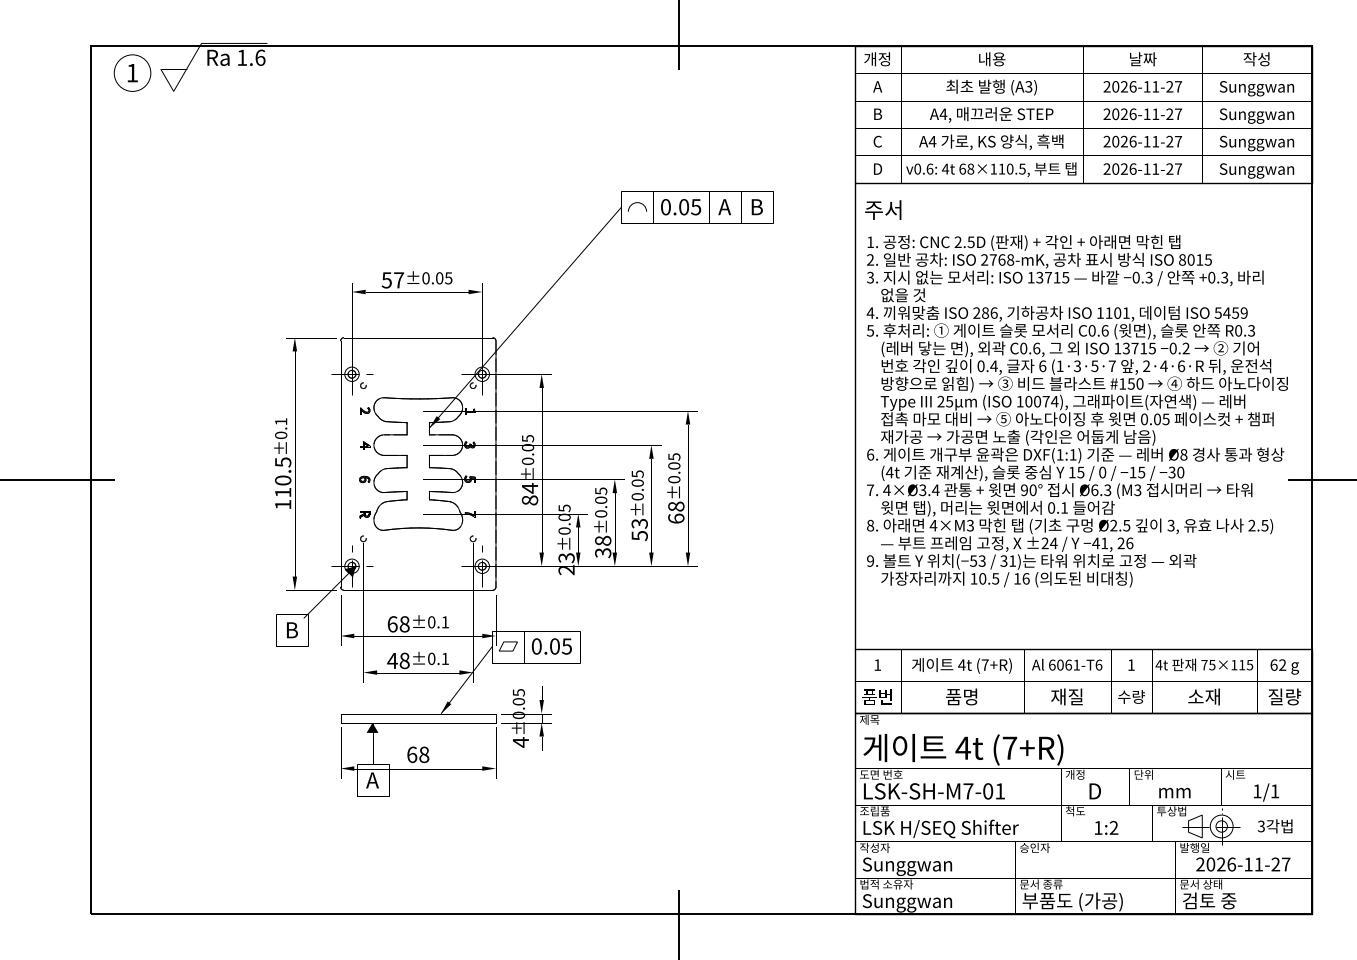 ①
Ra 1.6
개정 내용 날짜 작성
A 최초 발행 (A3) 2026-11-27 Sunggwan
B A4, 매끄러운 STEP 2026-11-27 Sunggwan
C A4 가로, KS 양식, 흑백 2026-11-27 Sunggwan
D v0.6: 4t 68×110.5, 부트 탭 2026-11-27 Sunggwan
주서
1. 공정: CNC 2.5D (판재) + 각인 + 아래면 막힌 탭
2. 일반 공차: ISO 2768-mK, 공차 표시 방식 ISO 8015
3. 지시 없는 모서리: ISO 13715 — 바깥 −0.3 / 안쪽 +0.3, 바리
없을 것
4. 끼워맞춤 ISO 286, 기하공차 ISO 1101, 데이텀 ISO 5459
5. 후처리: ① 게이트 슬롯 모서리 C0.6 (윗면), 슬롯 안쪽 R0.3
(레버 닿는 면), 외곽 C0.6, 그 외 ISO 13715 −0.2 → ② 기어
번호 각인 깊이 0.4, 글자 6 (1·3·5·7 앞, 2·4·6·R 뒤, 운전석
방향으로 읽힘) → ③ 비드 블라스트 #150 → ④ 하드 아노다이징
Type III 25μm (ISO 10074), 그래파이트(자연색) — 레버
접촉 마모 대비 → ⑤ 아노다이징 후 윗면 0.05 페이스컷 + 챔퍼
재가공 → 가공면 노출 (각인은 어둡게 남음)
6. 게이트 개구부 윤곽은 DXF(1:1) 기준 — 레버 Ø8 경사 통과 형상
(4t 기준 재계산), 슬롯 중심 Y 15 / 0 / −15 / −30
7. 4×Ø3.4 관통 + 윗면 90° 접시 Ø6.3 (M3 접시머리 → 타워
윗면 탭), 머리는 윗면에서 0.1 들어감
8. 아래면 4×M3 막힌 탭 (기초 구멍 Ø2.5 깊이 3, 유효 나사 2.5)
— 부트 프레임 고정, X ±24 / Y −41, 26
9. 볼트 Y 위치(−53 / 31)는 타워 위치로 고정 — 외곽
가장자리까지 10.5 / 16 (의도된 비대칭)
0.05 A B
57±0.05
110.5±0.1
2 1
4 3
6 5
R 7
84±0.05
23±0.05
38±0.05
53±0.05
68±0.05
B
68±0.1
48±0.1
0.05
4±0.05
68
A
1 게이트 4t (7+R) Al 6061-T6 1 4t 판재 75×115 62 g
품번 품명 재질 수량 소재 질량
제목
게이트 4t (7+R)
도면 번호 개정 단위 시트
LSK-SH-M7-01 D mm 1/1
조립품 척도 투상법
LSK H/SEQ Shifter 1:2 3각법
작성자 승인자 발행일
Sunggwan 2026-11-27
법적 소유자 문서 종류 문서 상태
Sunggwan 부품도 (가공) 검토 중